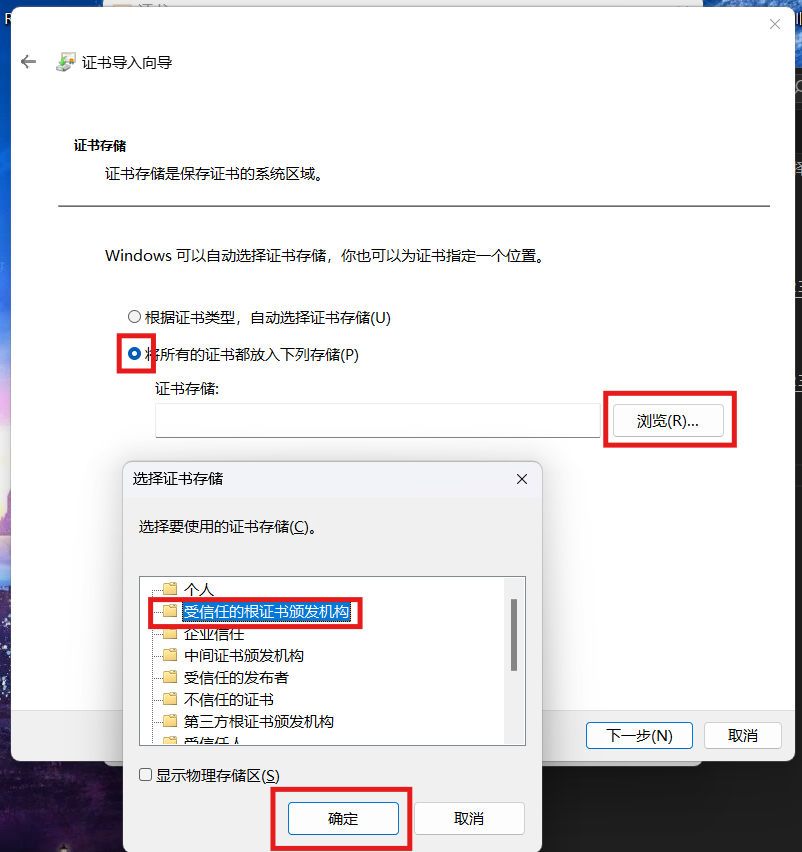 证书导入向导
证书存储
证书存储是保存证书的系统区域。
Windows 可以自动选择证书存储，你也可以为证书指定一个位置。
根据证书类型，自动选择证书存储(U)
将所有的证书都放入下列存储(P)
证书存储:
浏览(R)...
选择证书存储
选择要使用的证书存储(C)。
个人
受信任的根证书颁发机构
企业信任
中间证书颁发机构
受信任的发布者
不信任的证书
第三方根证书颁发机构
受信任人
显示物理存储区(S)
确定
取消
下一步(N)
取消